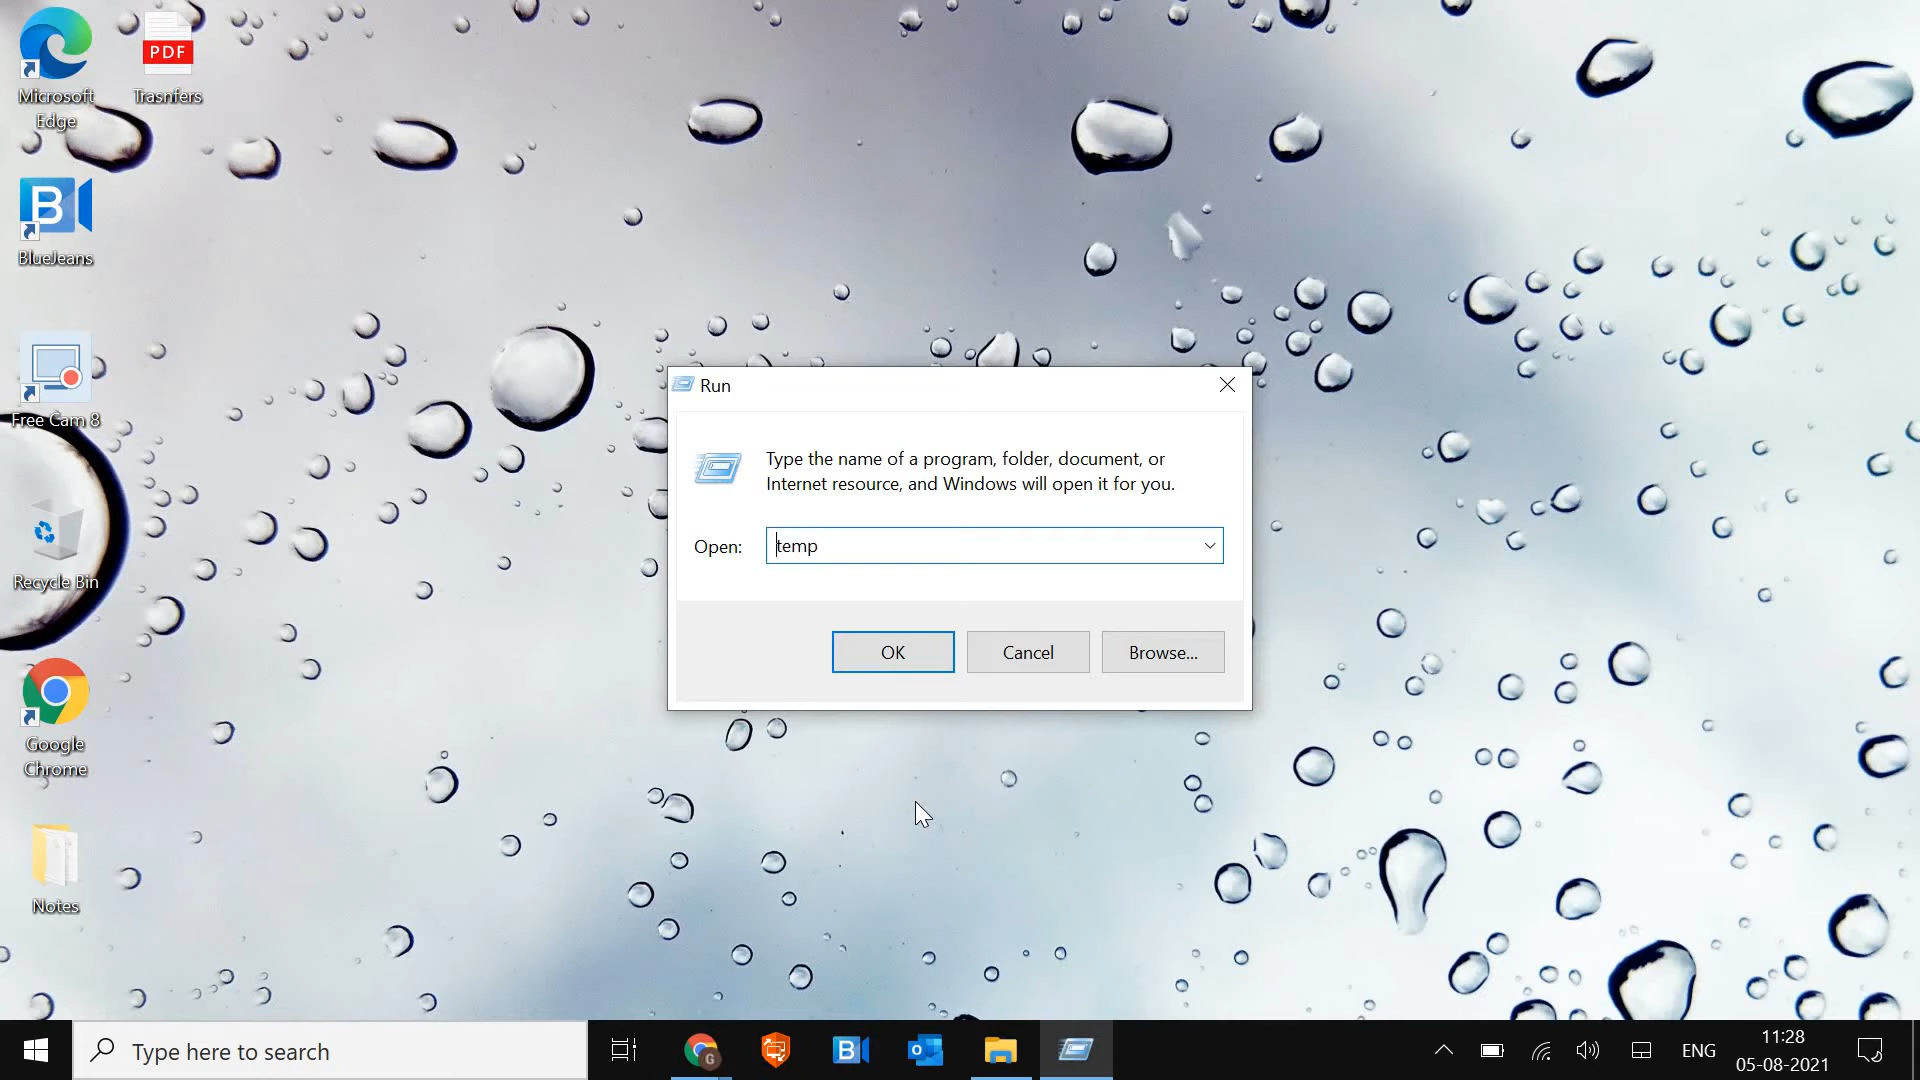 Microsoft
Edge
PDF
Trasnfers
B
BlueJeans
Free Cam 8
Recycle Bin
Google
Chrome
Notes
Run
Type the name of a program, folder, document, or
Internet resource, and Windows will open it for you.
Open:
temp
OK
Cancel
Browse...
Type here to search
G
B
ENG
11:28
05-08-2021